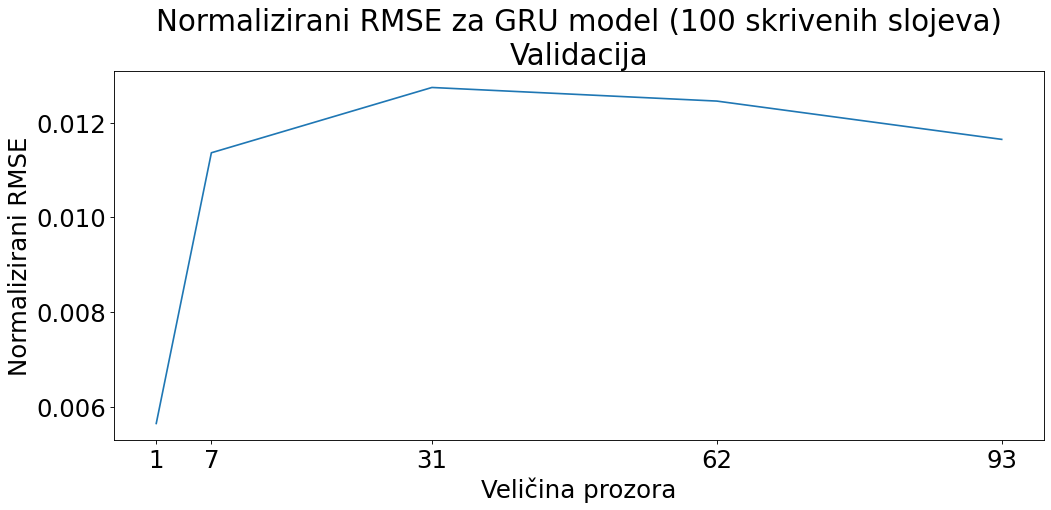 Normalizirani RMSE za GRU model (100 skrivenih slojeva)
Validacija
Normalizirani RMSE
0.012
0.010
0.008
0.006
1 7 31 62 93
Veličina prozora